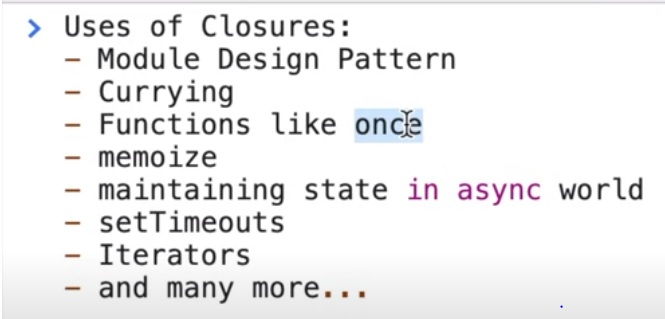 > Uses of Closures:
- Module Design Pattern
- Currying
- Functions like once
- memoize
- maintaining state in async world
- setTimeouts
- Iterators
- and many more...